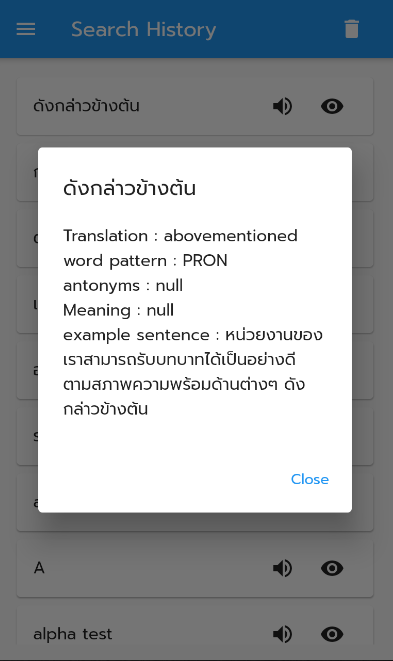 Search History
ดังกล่าวข้างต้น
ดังกล่าวข้างต้น
Translation : abovementioned
word pattern : PRON
antonyms : null
Meaning : null
example sentence : หน่วยงานของ
เราสามารถรับบทบาทได้เป็นอย่างดี
ตามสภาพความพร้อมด้านต่างๆ ดัง
กล่าวข้างต้น
Close
A
alpha test